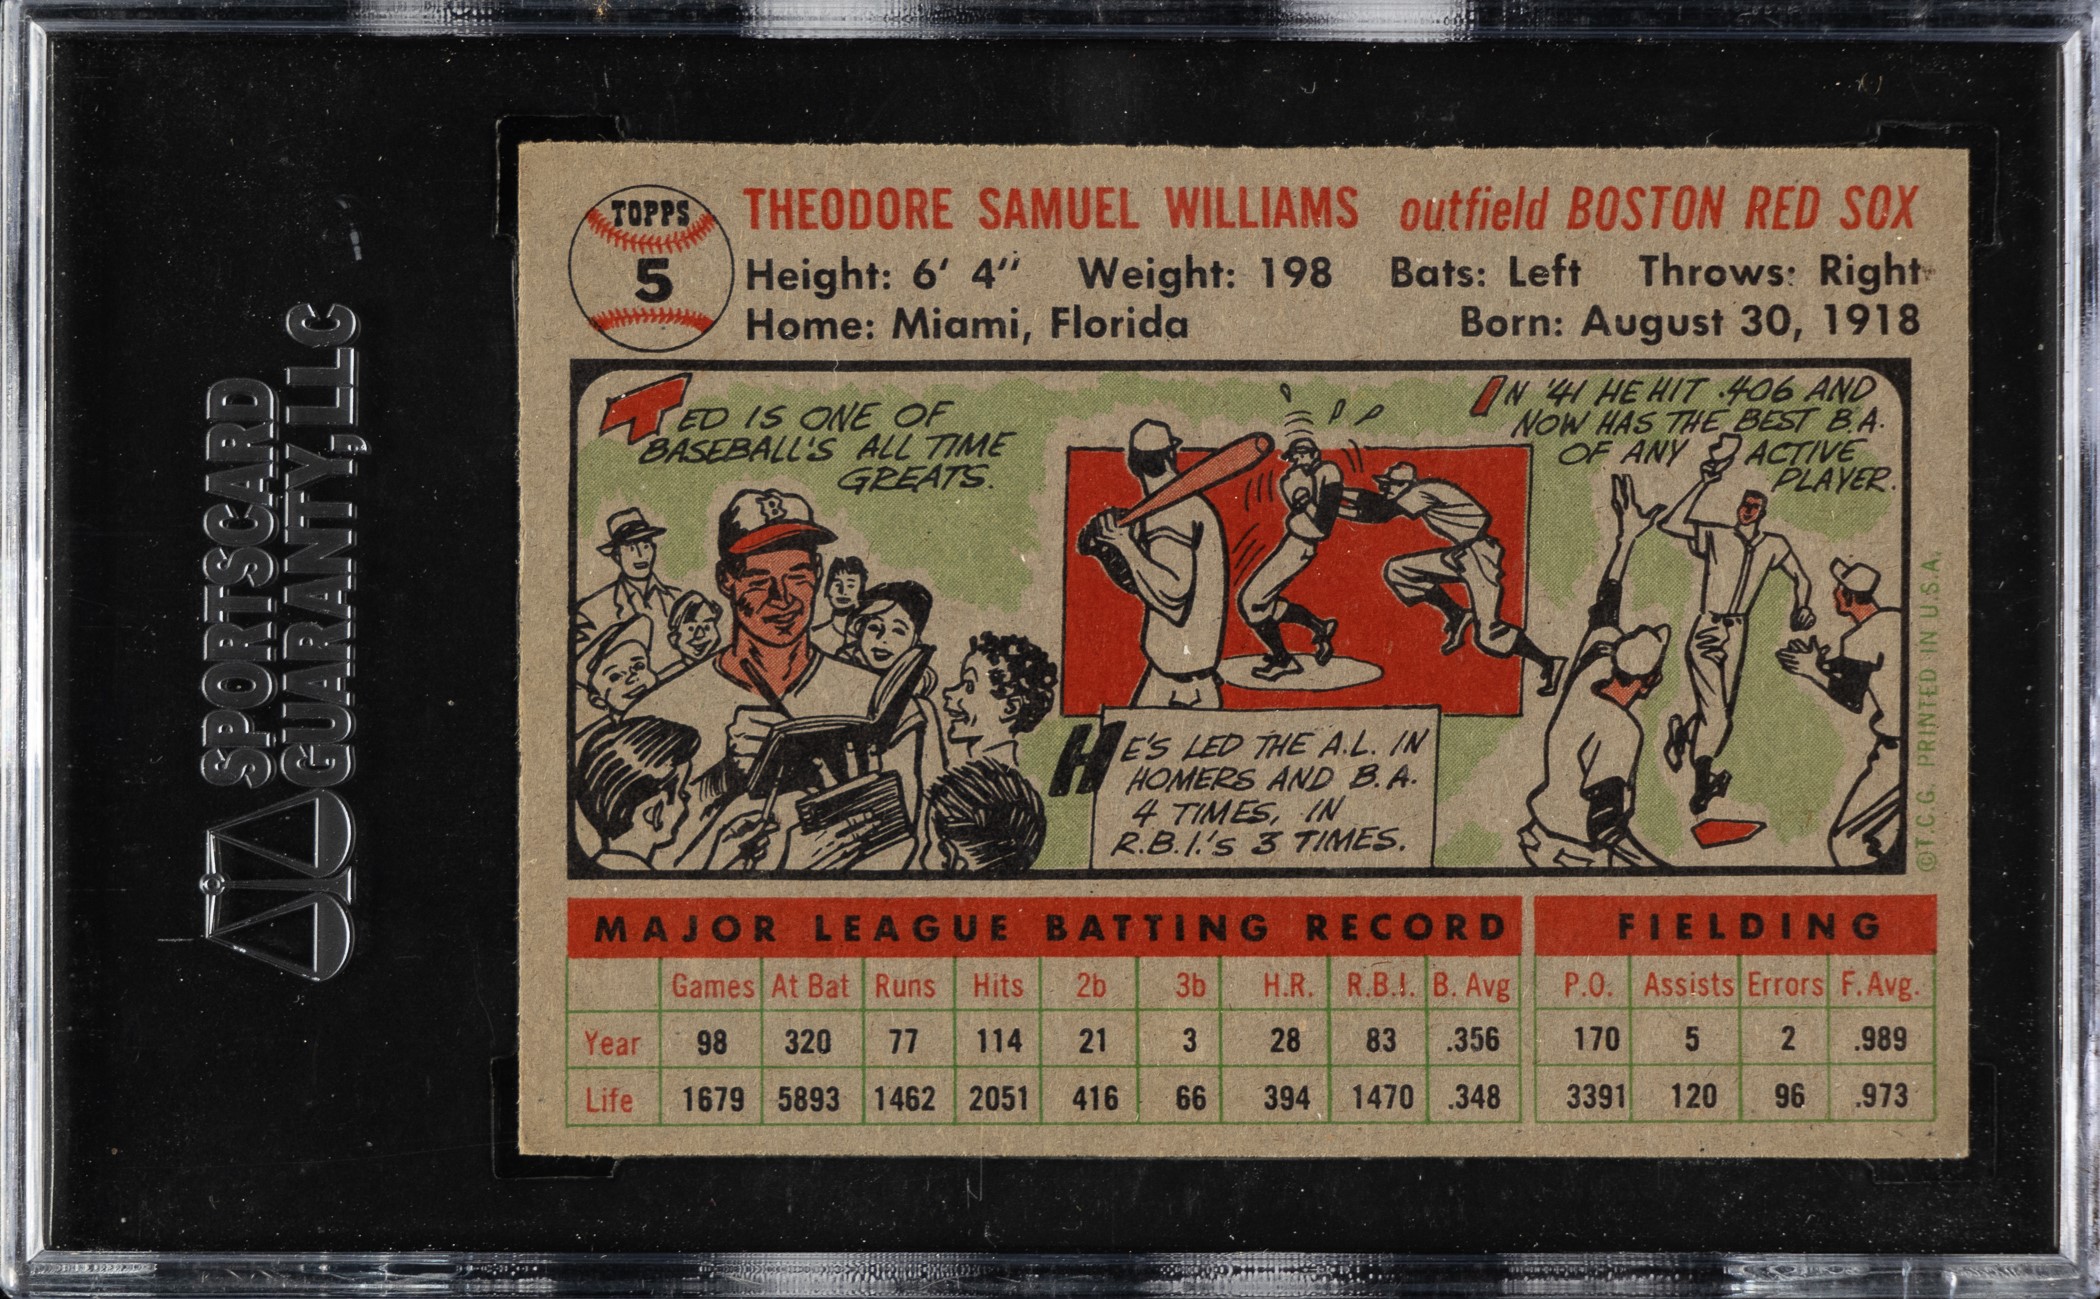 SPORTSCARD
GUARANTY, LLC
TOPPS
5
THEODORE SAMUEL WILLIAMS outfield BOSTON RED SOX
Height: 6' 4" Weight: 198 Bats: Left Throws: Right
Home: Miami, Florida Born: August 30, 1918
TED IS ONE OF
BASEBALL'S ALL TIME
GREATS.
B
HE'S LED THE A.L. IN
HOMERS AND B.A.
4 TIMES, IN
R.B.I.'S 3 TIMES.
IN '41 HE HIT .406 AND
NOW HAS THE BEST B.A.
OF ANY ACTIVE
PLAYER.
©T.C.G. PRINTED IN U.S.A.
MAJOR LEAGUE BATTING RECORD FIELDING
Games At Bat Runs Hits 2b 3b H.R. R.B.I. B. Avg P.O. Assists Errors F. Avg.
Year 98 320 77 114 21 3 28 83 .356 170 5 2 .989
Life 1679 5893 1462 2051 416 66 394 1470 .348 3391 120 96 .973